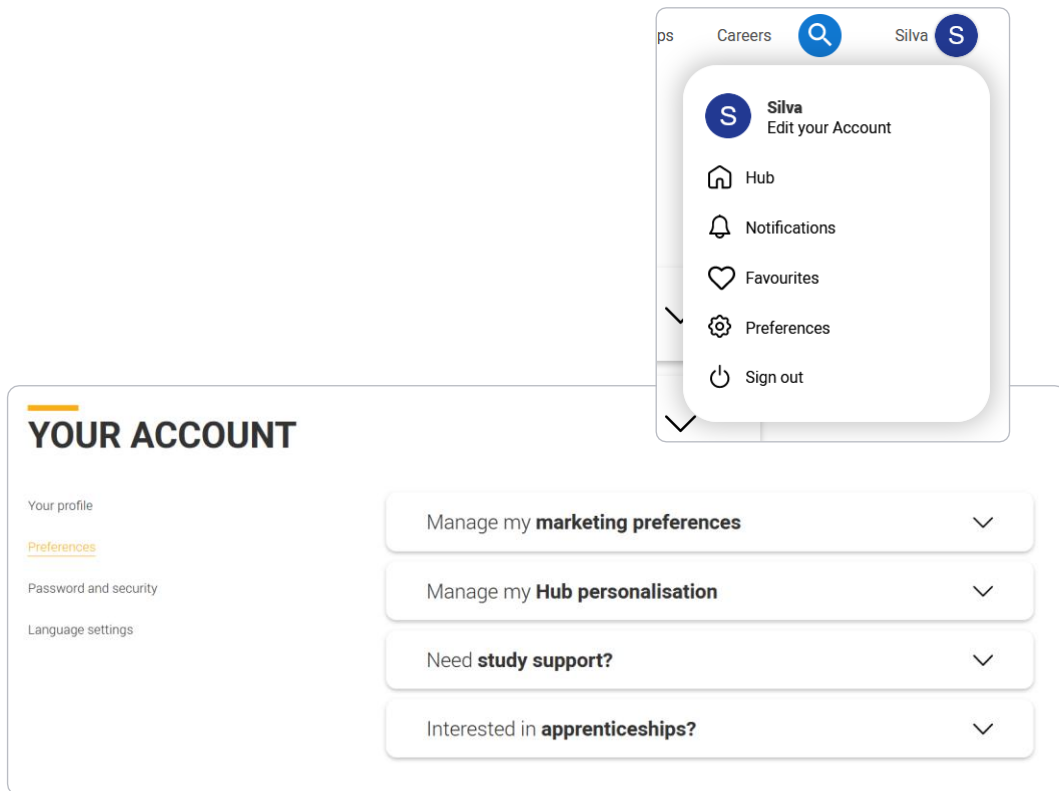 ps Careers Silva S
S Silva
Edit your Account
Hub
Notifications
Favourites
Preferences
Sign out
YOUR ACCOUNT
Your profile
Preferences
Password and security
Language settings
Manage my marketing preferences
Manage my Hub personalisation
Need study support?
Interested in apprenticeships?